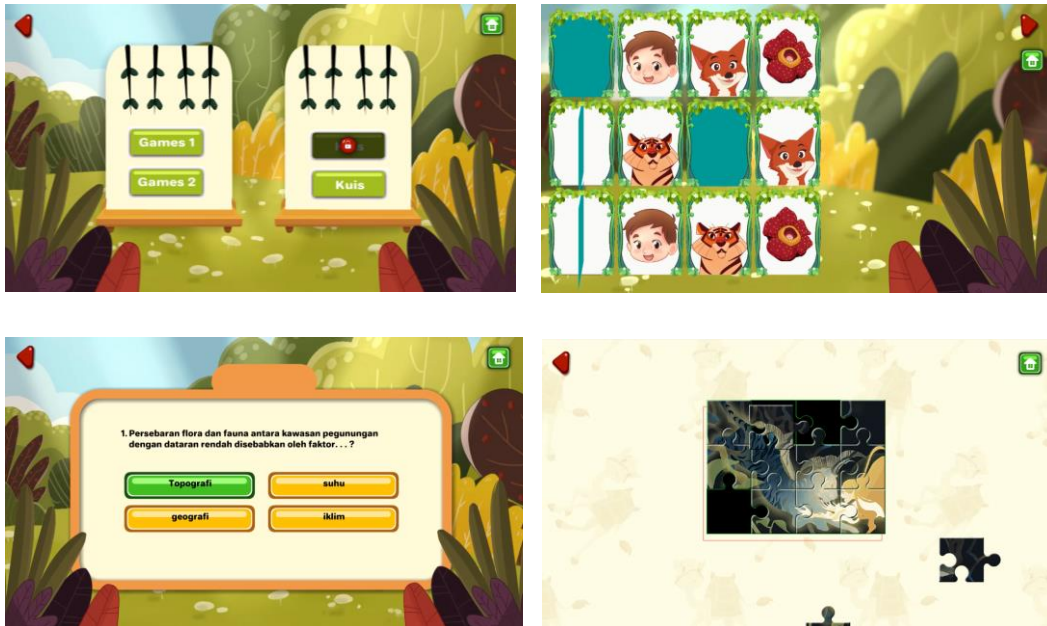 Games 1
Games 2
Kuis
1. Persebaran flora dan fauna antara kawasan pegunungan
dengan dataran rendah disebabkan oleh faktor. . . ?
Topografi
suhu
geografi
iklim